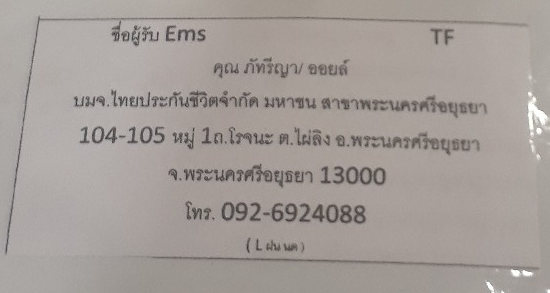 ชื่อผู้รับ Ems TF
คุณ ภัทรีญา/ ออยล์
บมจ.ไทยประกันชีวิตจำกัด มหาชน สาขาพระนครศรีอยุธยา
104-105 หมู่ 1ถ.โรจนะ ต.ไผ่ลิง อ.พระนครศรีอยุธยา
จ.พระนครศรีอยุธยา 13000
โทร. 092-6924088
( L ฝน นค )